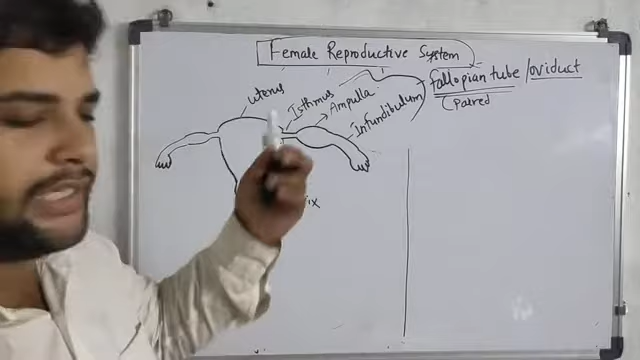 Female Reproductive System
fallopian tube / oviduct
(Paired
uterus
Isthmus
Ampulla
Infundibulum